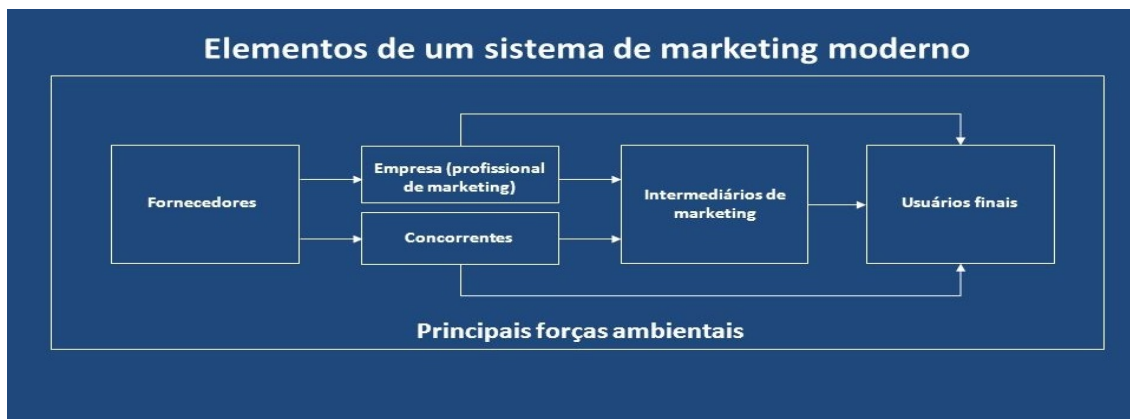 Elementos de um sistema de marketing moderno
Fornecedores
Empresa (profissional
de marketing)
Concorrentes
Intermediários de
marketing
Usuários finais
Principais forças ambientais